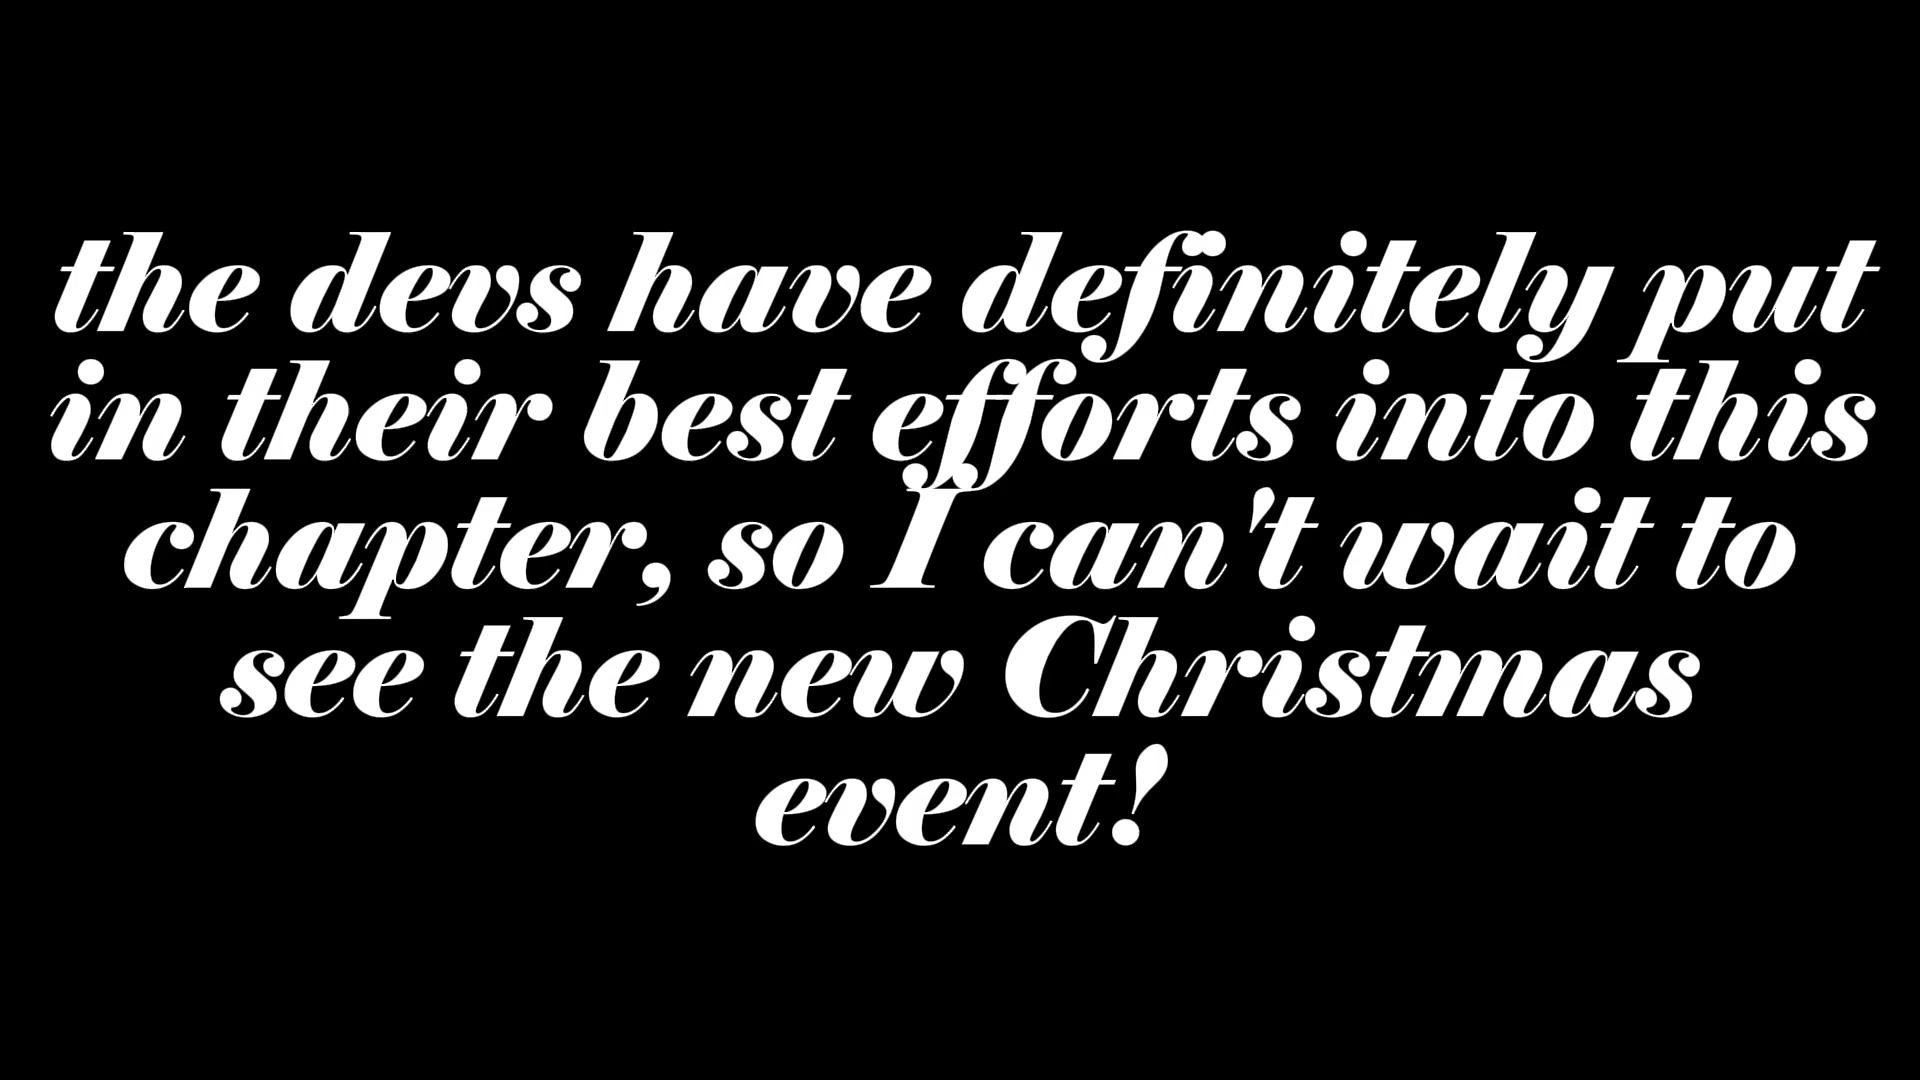 the devs have definitely put
in their best efforts into this
chapter, so I can't wait to
see the new Christmas
event!